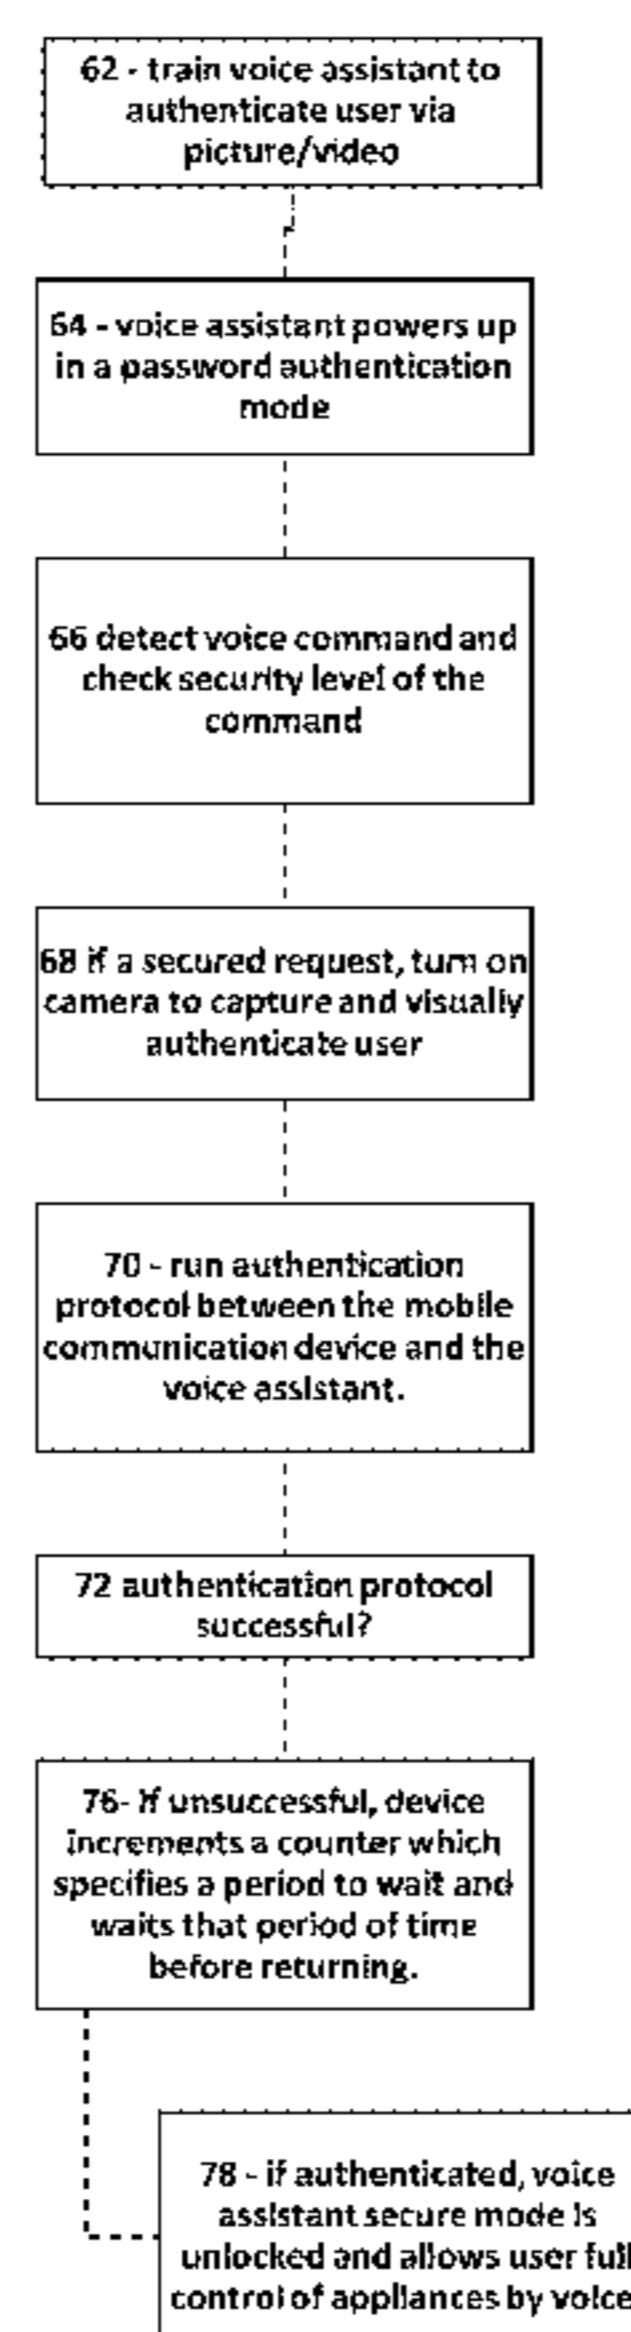 62 - train voice assistant to
authenticate user via
picture/video
64 - voice assistant powers up
in a password authentication
mode
66 detect voice command and
check security level of the
command
68 if a secured request, turn on
camera to capture and visually
authenticate user
70 - run authentication
protocol between the mobile
communication device and the
voice assistant.
72 authentication protocol
successful?
76- if unsuccessful, device
increments a counter which
specifies a period to wait and
waits that period of time
before returning.
78 - if authenticated, voice
assistant secure mode is
unlocked and allows user full
control of appliances by voice